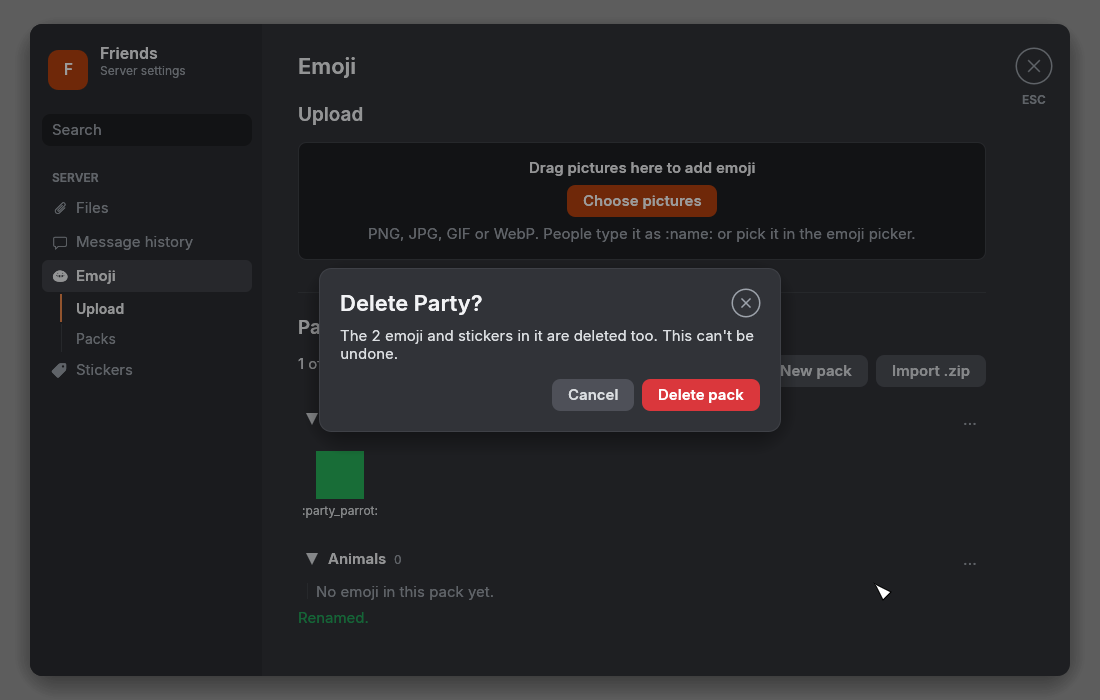 F
Friends
Server settings
Search
SERVER
Files
Message history
Emoji
Upload
Packs
Stickers
Emoji
ESC
Upload
Drag pictures here to add emoji
Choose pictures
PNG, JPG, GIF or WebP. People type it as :name: or pick it in the emoji picker.
Delete Party?
The 2 emoji and stickers in it are deleted too. This can't be
undone.
Cancel
Delete pack
Pa
1 of
New pack
Import .zip
...
:party_parrot:
Animals 0
...
No emoji in this pack yet.
Renamed.